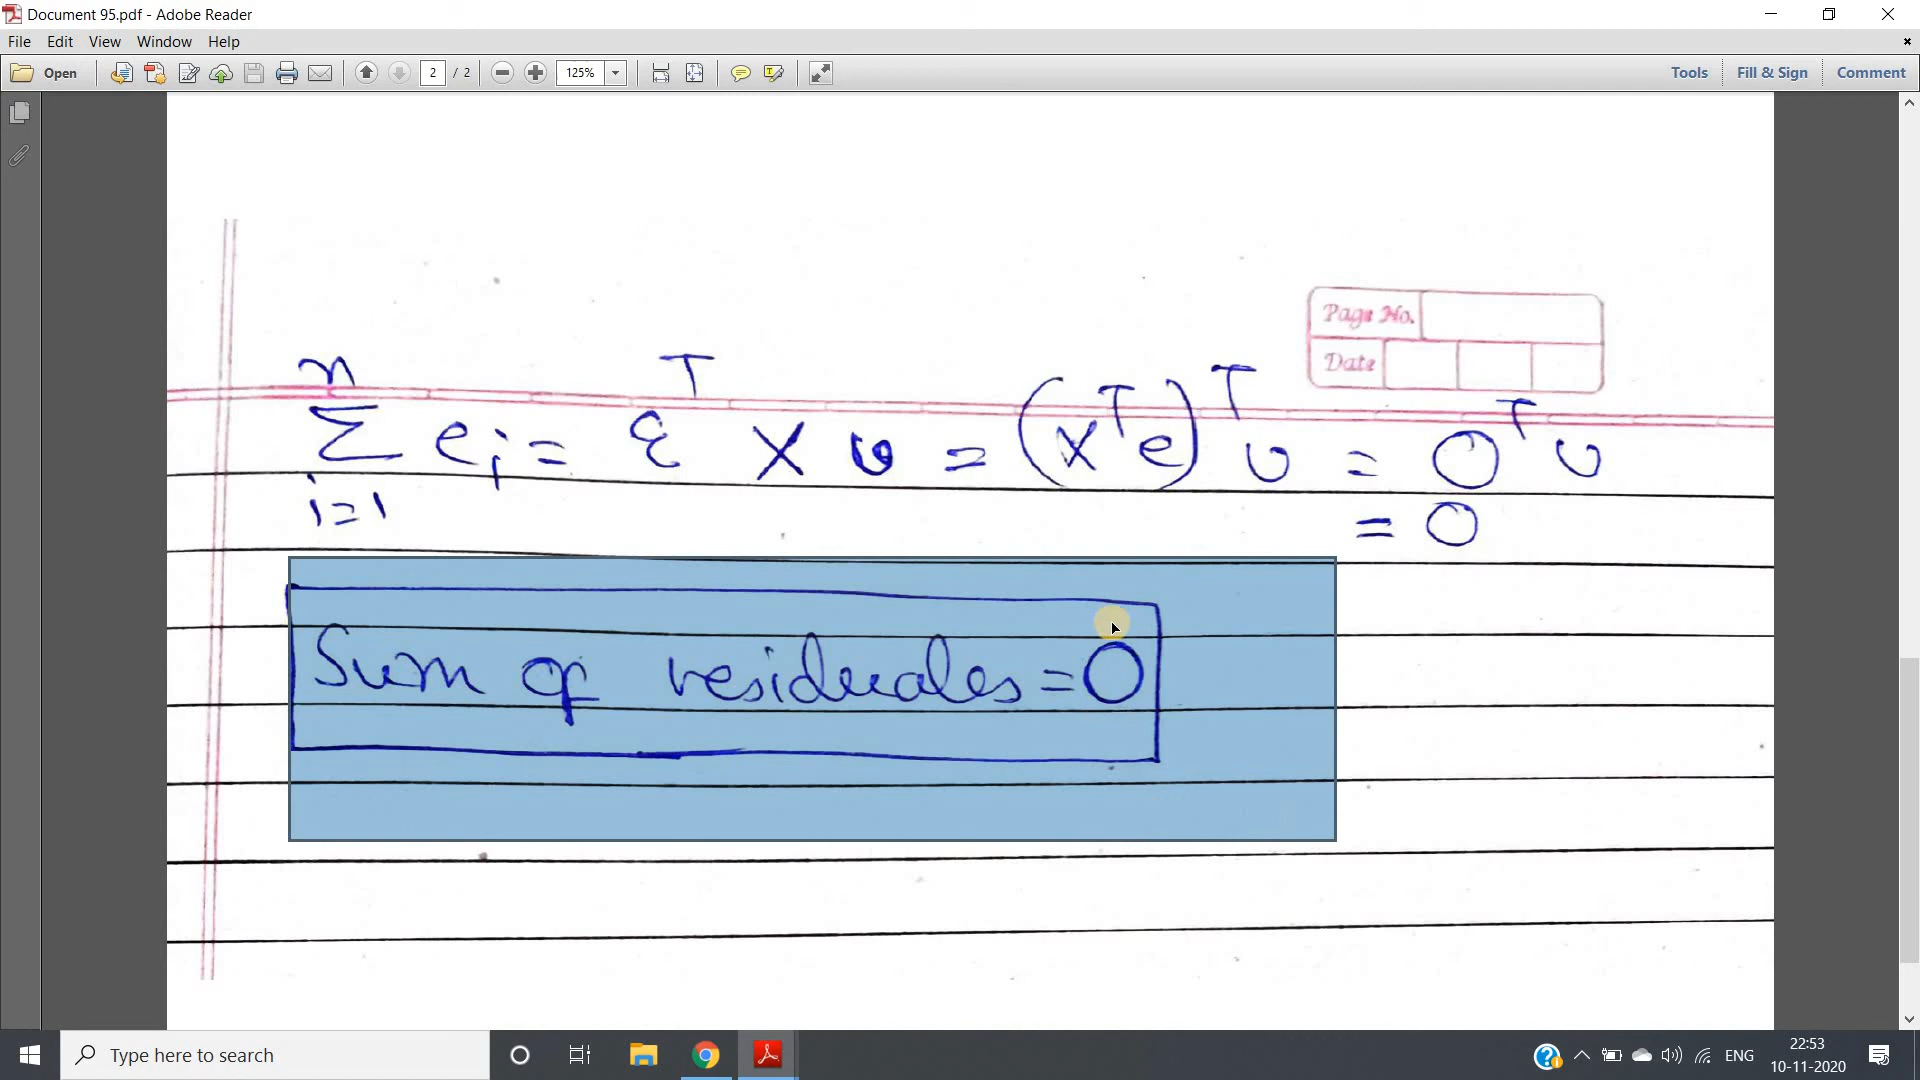 Document 95.pdf - Adobe Reader
File Edit View Window Help
Open 2 / 2 125% Tools Fill & Sign Comment
Page No.
Date
n
∑ eᵢ = εᵀ X υ = (xᵀe)ᵀ υ = 0ᵀ υ
i=1
= 0
Sum of residuales = 0
Type here to search
ENG
22:53
10-11-2020